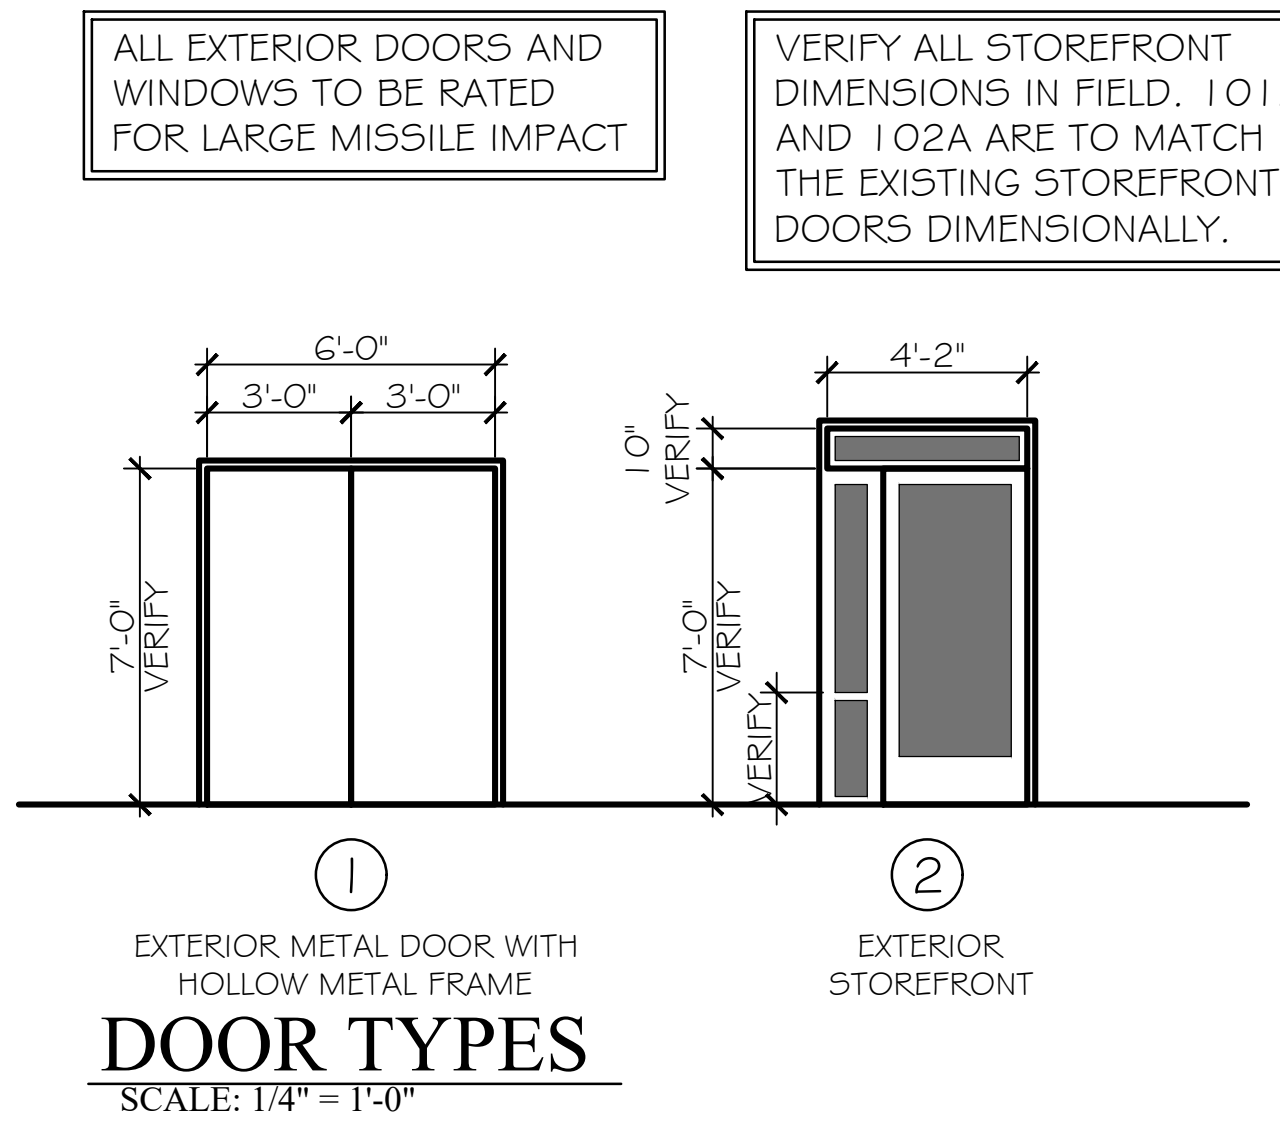 ALL EXTERIOR DOORS AND
WINDOWS TO BE RATED
FOR LARGE MISSILE IMPACT
VERIFY ALL STOREFRONT
DIMENSIONS IN FIELD. 101
AND 102A ARE TO MATCH
THE EXISTING STOREFRONT
DOORS DIMENSIONALLY.
6'-0"
3'-0" 3'-0"
7'-0"
VERIFY
4'-2"
10"
VERIFY
7'-0"
VERIFY
VERIFY
1
EXTERIOR METAL DOOR WITH
HOLLOW METAL FRAME
2
EXTERIOR
STOREFRONT
DOOR TYPES
SCALE: 1/4" = 1'-0"